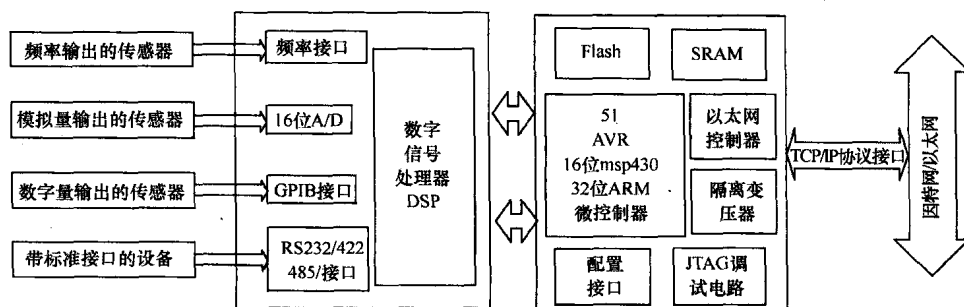 频率输出的传感器
频率接口
模拟量输出的传感器
16位A/D
数字量输出的传感器
GPIB接口
带标准接口的设备
RS232/422
485/接口
数字
信号
处理器
DSP
Flash
SRAM
51
AVR
16位msp430
32位ARM
微控制器
以太网
控制器
隔离变
压器
配置
接口
JTAG调
试电路
TCP/IP协议接口
因特网/以太网